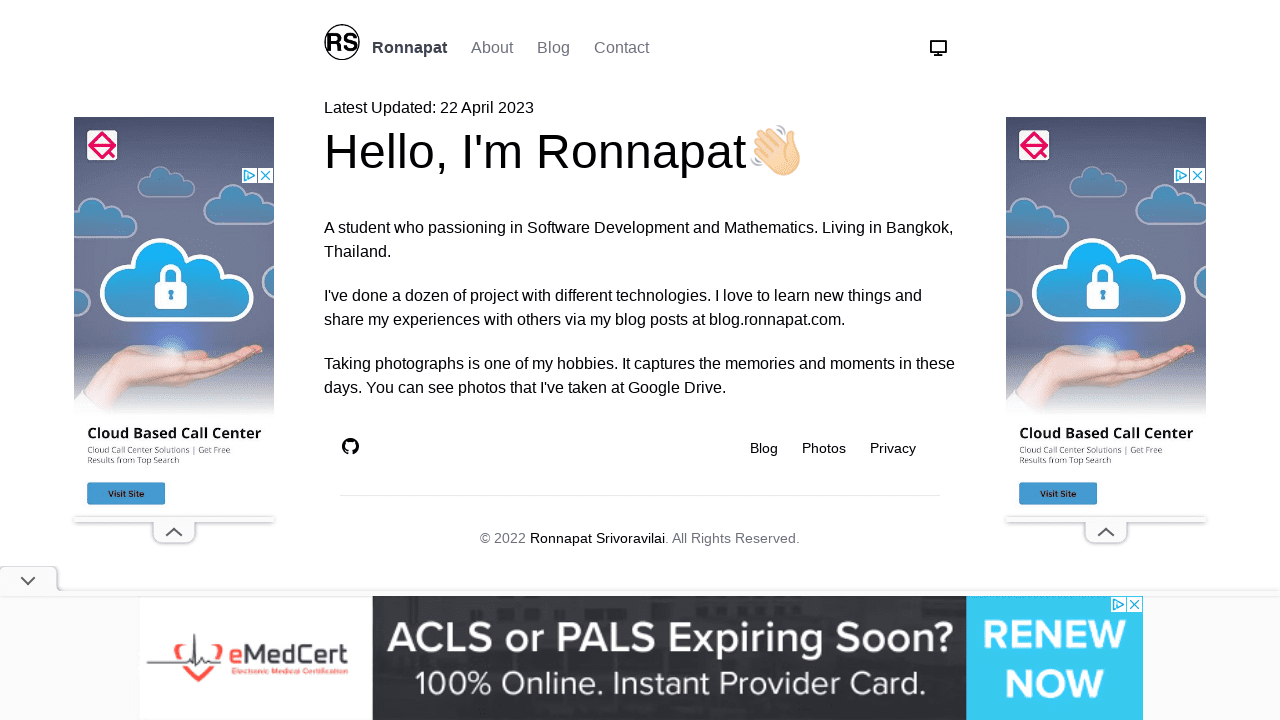 RS Ronnapat About Blog Contact
Latest Updated: 22 April 2023
Hello, I'm Ronnapat
A student who passioning in Software Development and Mathematics. Living in Bangkok,
Thailand.
I've done a dozen of project with different technologies. I love to learn new things and
share my experiences with others via my blog posts at blog.ronnapat.com.
Taking photographs is one of my hobbies. It captures the memories and moments in these
days. You can see photos that I've taken at Google Drive.
Blog Photos Privacy
© 2022 Ronnapat Srivoravilai. All Rights Reserved.
Cloud Based Call Center
Cloud Call Center Solutions | Get Free
Results from Top Search
Visit Site
Cloud Based Call Center
Cloud Call Center Solutions | Get Free
Results from Top Search
Visit Site
eMedCert
Electronic Medical Certification
ACLS or PALS Expiring Soon?
100% Online. Instant Provider Card.
RENEW
NOW